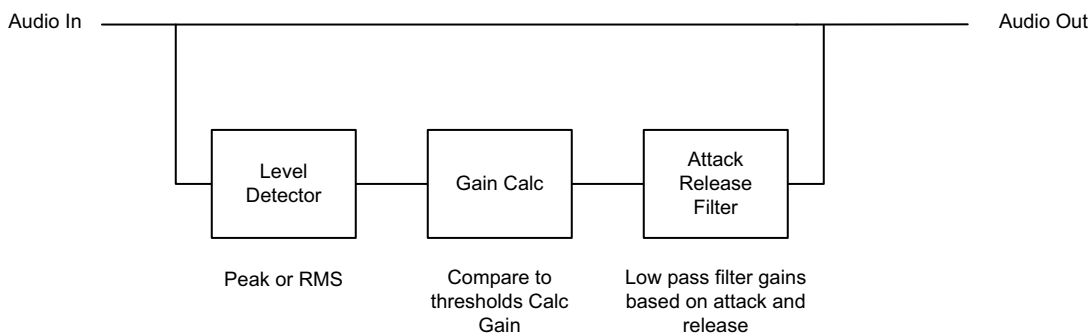 Audio In
Audio Out
Level
Detector
Gain Calc
Attack
Release
Filter
Peak or RMS
Compare to
thresholds Calc
Gain
Low pass filter gains
based on attack and
release